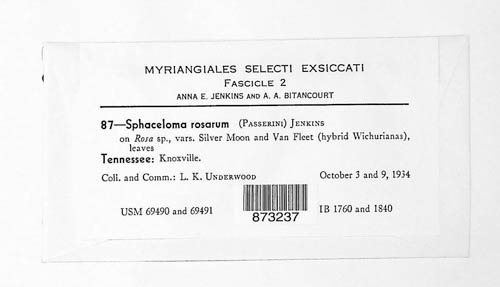 MYRIANGIALES SELECTI EXSICCATI
FASCICLE 2
ANNA E. JENKINS AND A. A. BITANCOURT
87—Sphaceloma rosarum (PASSERINI) JENKINS
on Rosa sp., vars. Silver Moon and Van Fleet (hybrid Wichurianas),
leaves
Tennessee: Knoxville.
Coll. and Comm.: L. K. UNDERWOOD October 3 and 9, 1934
USM 69490 and 69491 IB 1760 and 1840
873237